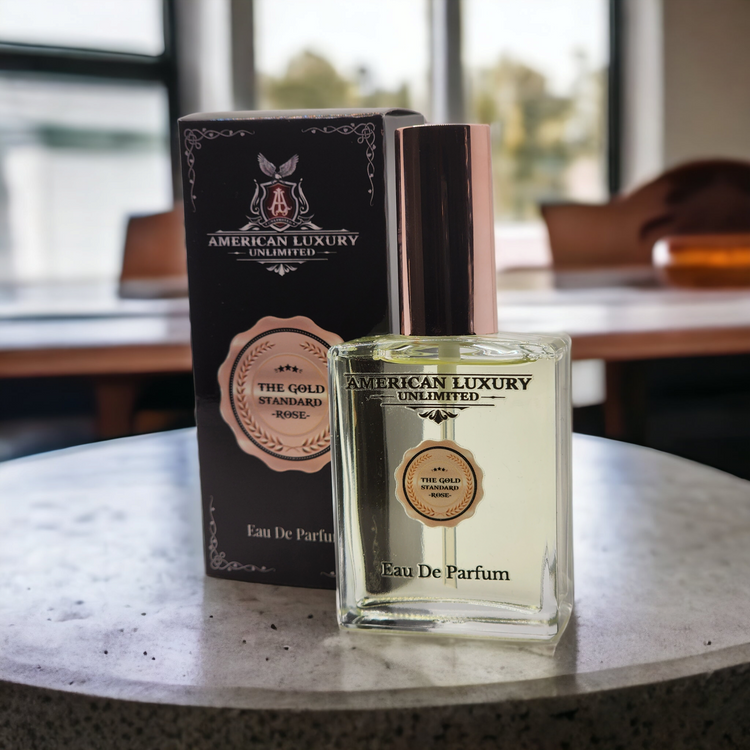 AMERICAN LUXURY
UNLIMITED
THE GOLD
STANDARD
-ROSE-
Eau De Parfu
AMERICAN LUXURY
UNLIMITED
THE GOLD
STANDARD
-ROSE-
Eau De Parfum